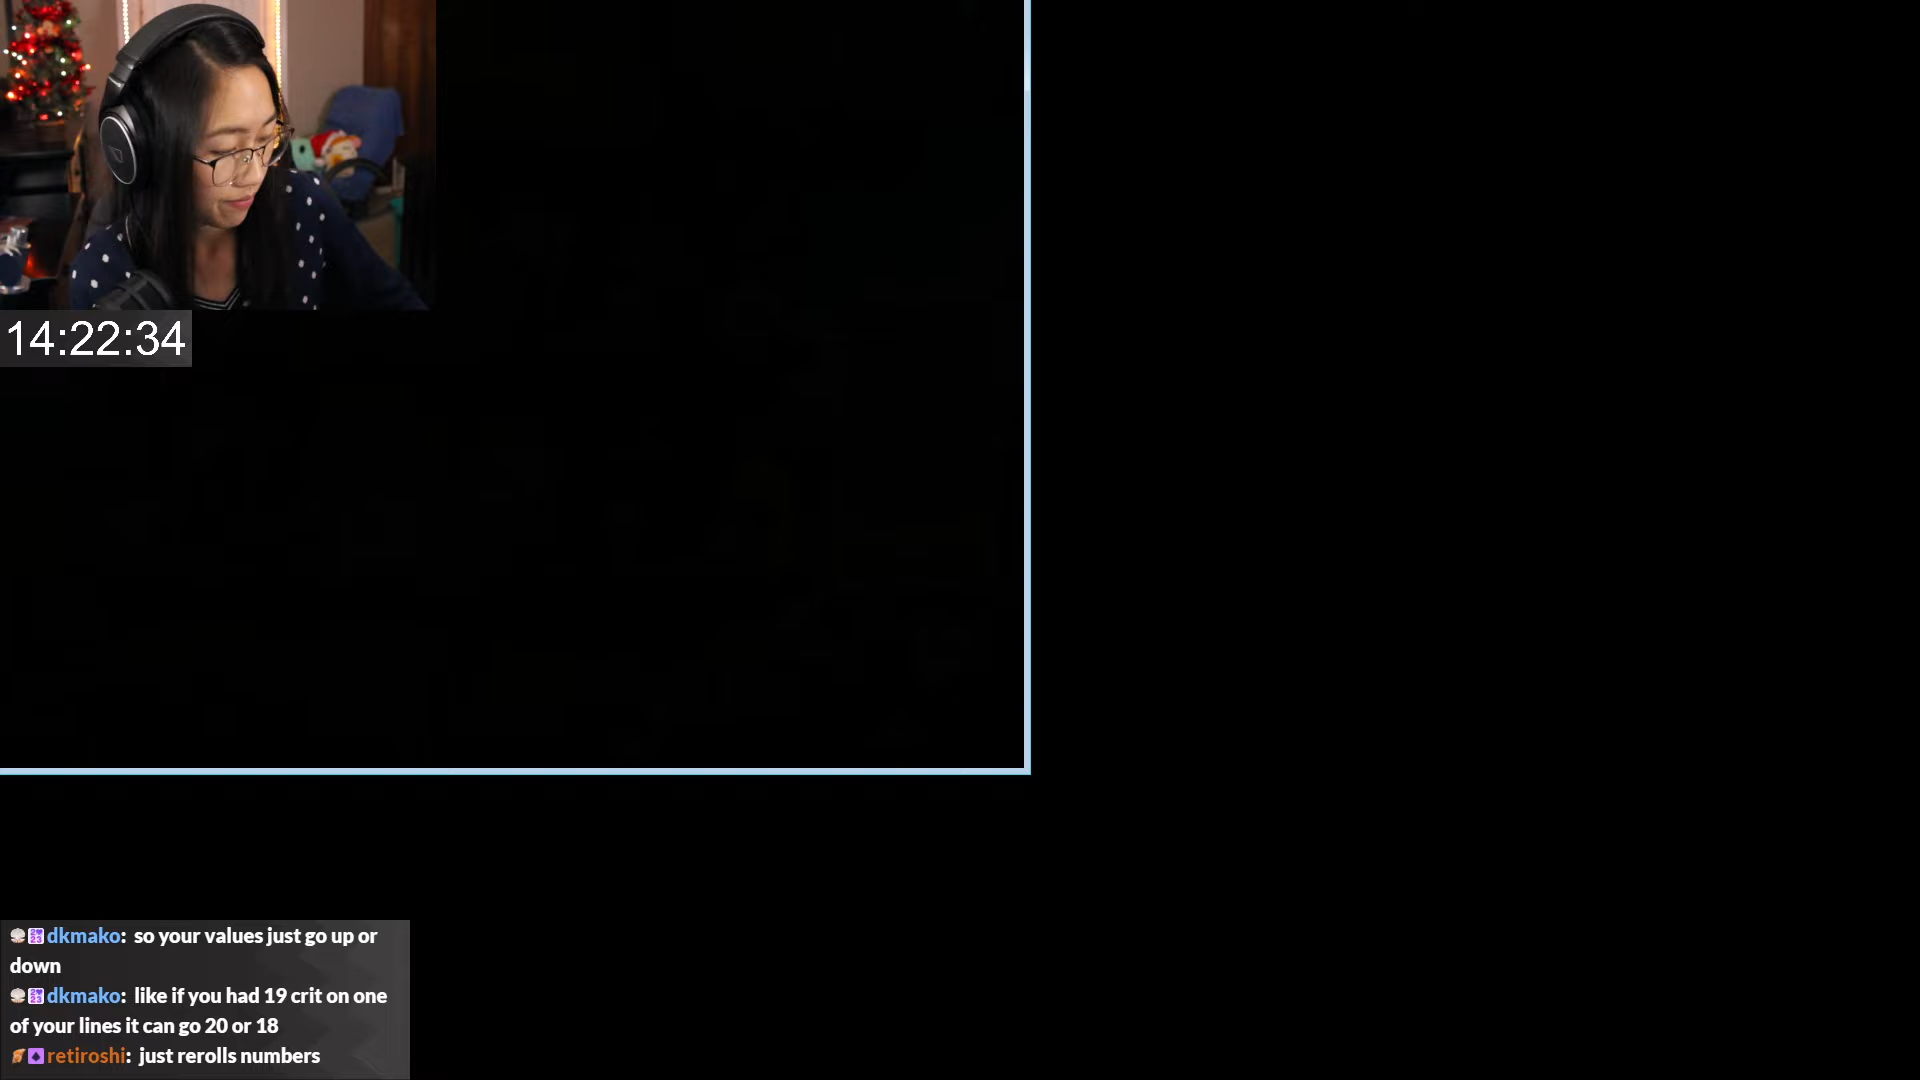 14:22:34
dkmako: so your values just go up or
down
dkmako: like if you had 19 crit on one
of your lines it can go 20 or 18
retiroshi: just rerolls numbers